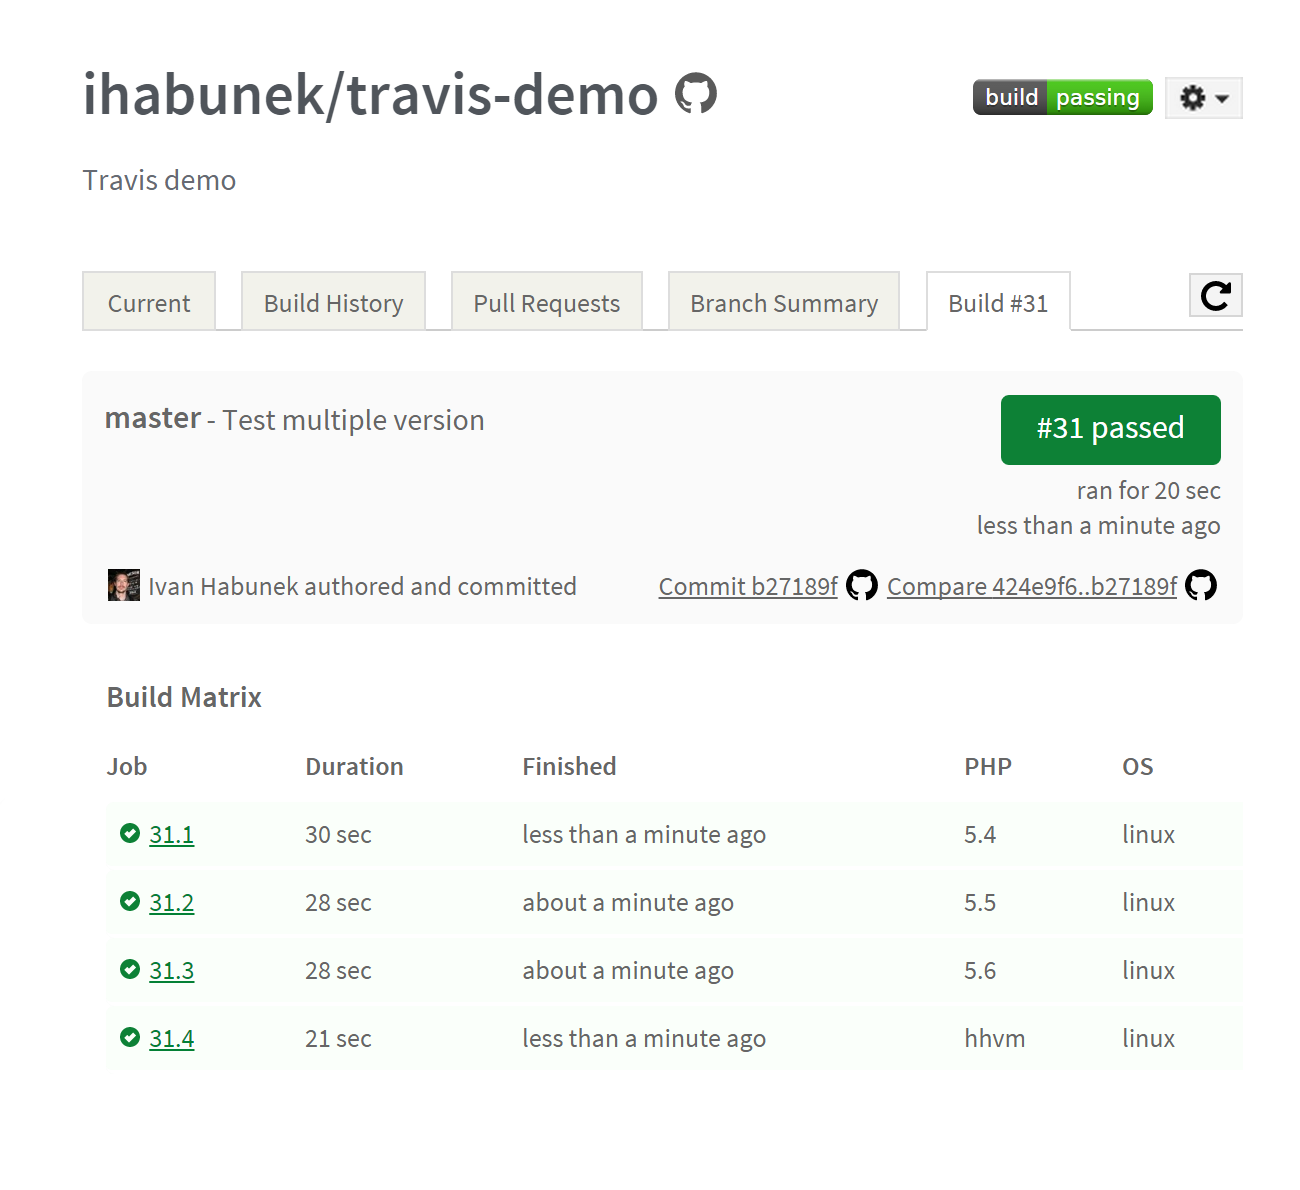 ihabunek/travis-demo
build passing
Travis demo
Current Build History Pull Requests Branch Summary Build #31
master - Test multiple version
#31 passed
ran for 20 sec
less than a minute ago
Ivan Habunek authored and committed Commit b27189f Compare 424e9f6..b27189f
Build Matrix
Job Duration Finished PHP OS
31.1 30 sec less than a minute ago 5.4 linux
31.2 28 sec about a minute ago 5.5 linux
31.3 28 sec about a minute ago 5.6 linux
31.4 21 sec less than a minute ago hhvm linux